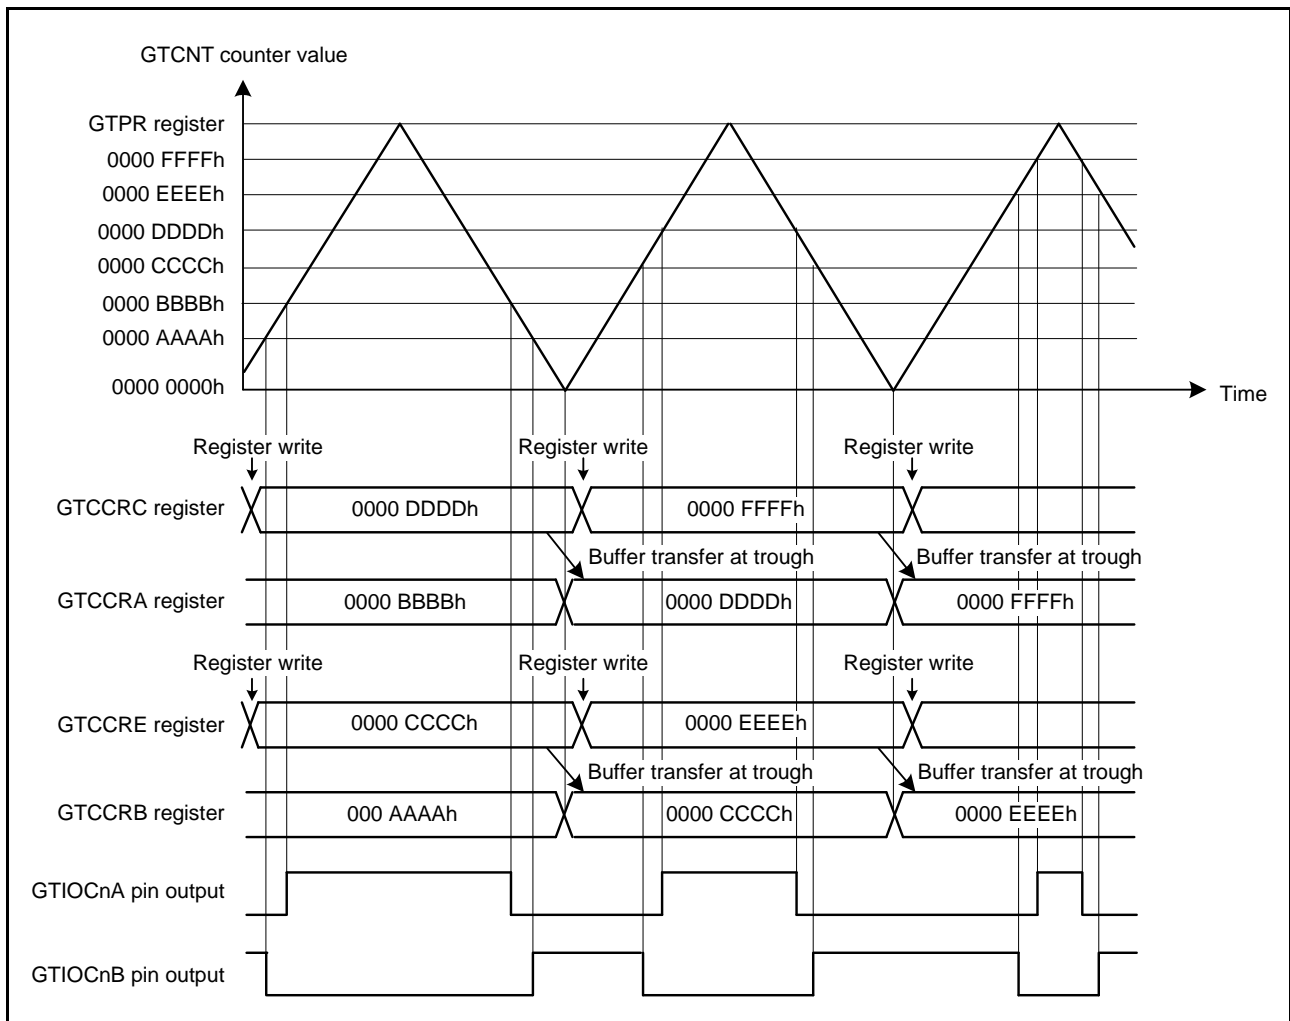 GTCNT counter value
GTPR register
0000 FFFFh
0000 EEEEh
0000 DDDDh
0000 CCCCh
0000 BBBBh
0000 AAAAh
0000 0000h
Time
Register write Register write Register write
GTCCRC register 0000 DDDDh 0000 FFFFh
Buffer transfer at trough Buffer transfer at trough
GTCCRA register 0000 BBBBh 0000 DDDDh 0000 FFFFh
Register write Register write Register write
GTCCRE register 0000 CCCCh 0000 EEEEh
Buffer transfer at trough Buffer transfer at trough
GTCCRB register 000 AAAAh 0000 CCCCh 0000 EEEEh
GTIOCnA pin output
GTIOCnB pin output